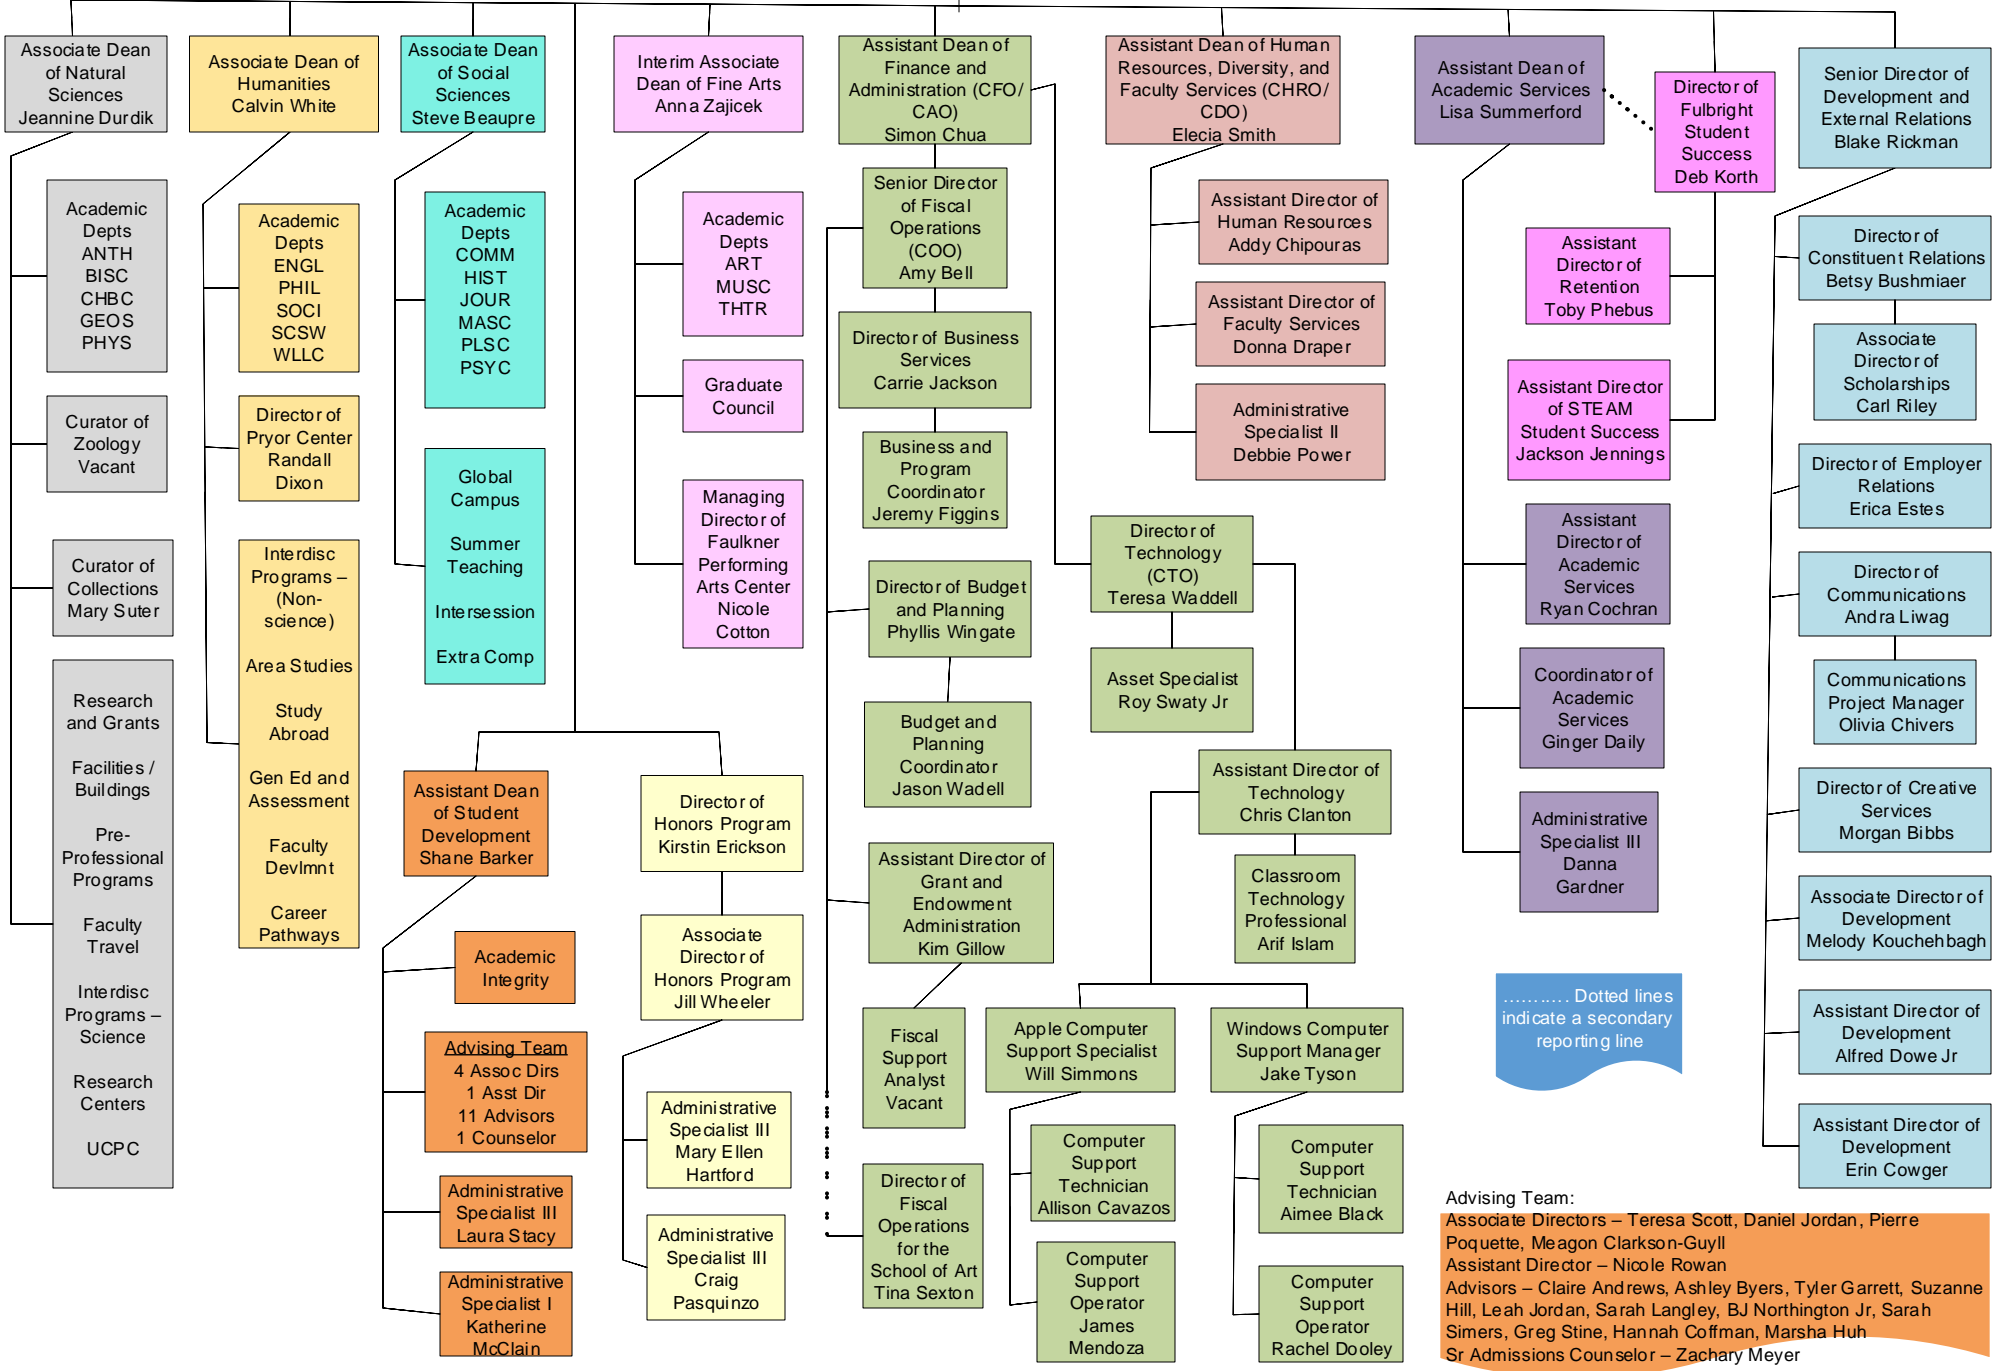 Associate Dean
of Natural
Sciences
Jeannine Durdik
Associate Dean of
Humanities
Calvin White
Associate Dean
of Social
Sciences
Steve Beaupre
Interim Associate
Dean of Fine Arts
Anna Zajicek
Assistant Dean of
Finance and
Administration (CFO/
CAO)
Simon Chua
Assistant Dean of Human
Resources, Diversity, and
Faculty Services (CHRO/
CDO)
Elecia Smith
Assistant Dean of
Academic Services
Lisa Summerford
Director of
Fulbright
Student
Success
Deb Korth
Senior Director of
Development and
External Relations
Blake Rickman
Academic
Depts
ANTH
BISC
CHBC
GEOS
PHYS
Curator of
Zoology
Vacant
Curator of
Collections
Mary Suter
Research
and Grants
Facilities /
Buildings
Pre-
Professional
Programs
Faculty
Travel
Interdisc
Programs –
Science
Research
Centers
UCPC
Academic
Depts
ENGL
PHIL
SOCI
SCSW
WLLC
Director of
Pryor Center
Randall
Dixon
Interdisc
Programs –
(Non-
science)
Area Studies
Study
Abroad
Gen Ed and
Assessment
Faculty
Devlmnt
Career
Pathways
Academic
Depts
COMM
HIST
JOUR
MASC
PLSC
PSYC
Global
Campus
Summer
Teaching
Intersession
Extra Comp
Assistant Dean
of Student
Development
Shane Barker
Academic
Integrity
Advising Team
4 Assoc Dirs
1 Asst Dir
11 Advisors
1 Counselor
Administrative
Specialist III
Laura Stacy
Administrative
Specialist I
Katherine
McClain
Academic
Depts
ART
MUSC
THTR
Graduate
Council
Managing
Director of
Faulkner
Performing
Arts Center
Nicole
Cotton
Director of
Honors Program
Kirstin Erickson
Associate
Director of
Honors Program
Jill Wheeler
Administrative
Specialist III
Mary Ellen
Hartford
Administrative
Specialist III
Craig
Pasquinzo
Senior Director
of Fiscal
Operations
(COO)
Amy Bell
Director of Business
Services
Carrie Jackson
Business and
Program
Coordinator
Jeremy Figgins
Director of Budget
and Planning
Phyllis Wingate
Budget and
Planning
Coordinator
Jason Wadell
Assistant Director of
Grant and
Endowment
Administration
Kim Gillow
Fiscal
Support
Analyst
Vacant
Director of
Fiscal
Operations
for the
School of Art
Tina Sexton
Director of
Technology
(CTO)
Teresa Waddell
Asset Specialist
Roy Swaty Jr
Assistant Director of
Technology
Chris Clanton
Classroom
Technology
Professional
Arif Islam
Apple Computer
Support Specialist
Will Simmons
Computer
Support
Technician
Allison Cavazos
Computer
Support
Operator
James
Mendoza
Windows Computer
Support Manager
Jake Tyson
Computer
Support
Technician
Aimee Black
Computer
Support
Operator
Rachel Dooley
Assistant Director of
Human Resources
Addy Chipouras
Assistant Director of
Faculty Services
Donna Draper
Administrative
Specialist II
Debbie Power
Assistant
Director of
Retention
Toby Phebus
Assistant Director
of STEAM
Student Success
Jackson Jennings
Assistant
Director of
Academic
Services
Ryan Cochran
Coordinator of
Academic
Services
Ginger Daily
Administrative
Specialist III
Danna
Gardner
Director of
Constituent Relations
Betsy Bushmiaer
Associate
Director of
Scholarships
Carl Riley
Director of Employer
Relations
Erica Estes
Director of
Communications
Andra Liwag
Communications
Project Manager
Olivia Chivers
Director of Creative
Services
Morgan Bibbs
Associate Director of
Development
Melody Kouchehbagh
Assistant Director of
Development
Alfred Dowe Jr
Assistant Director of
Development
Erin Cowger
.......... Dotted lines
indicate a secondary
reporting line
Advising Team:
Associate Directors – Teresa Scott, Daniel Jordan, Pierre
Poquette, Meagon Clarkson-Guyll
Assistant Director – Nicole Rowan
Advisors – Claire Andrews, Ashley Byers, Tyler Garrett, Suzanne
Hill, Leah Jordan, Sarah Langley, BJ Northington Jr, Sarah
Simers, Greg Stine, Hannah Coffman, Marsha Huh
Sr Admissions Counselor – Zachary Meyer